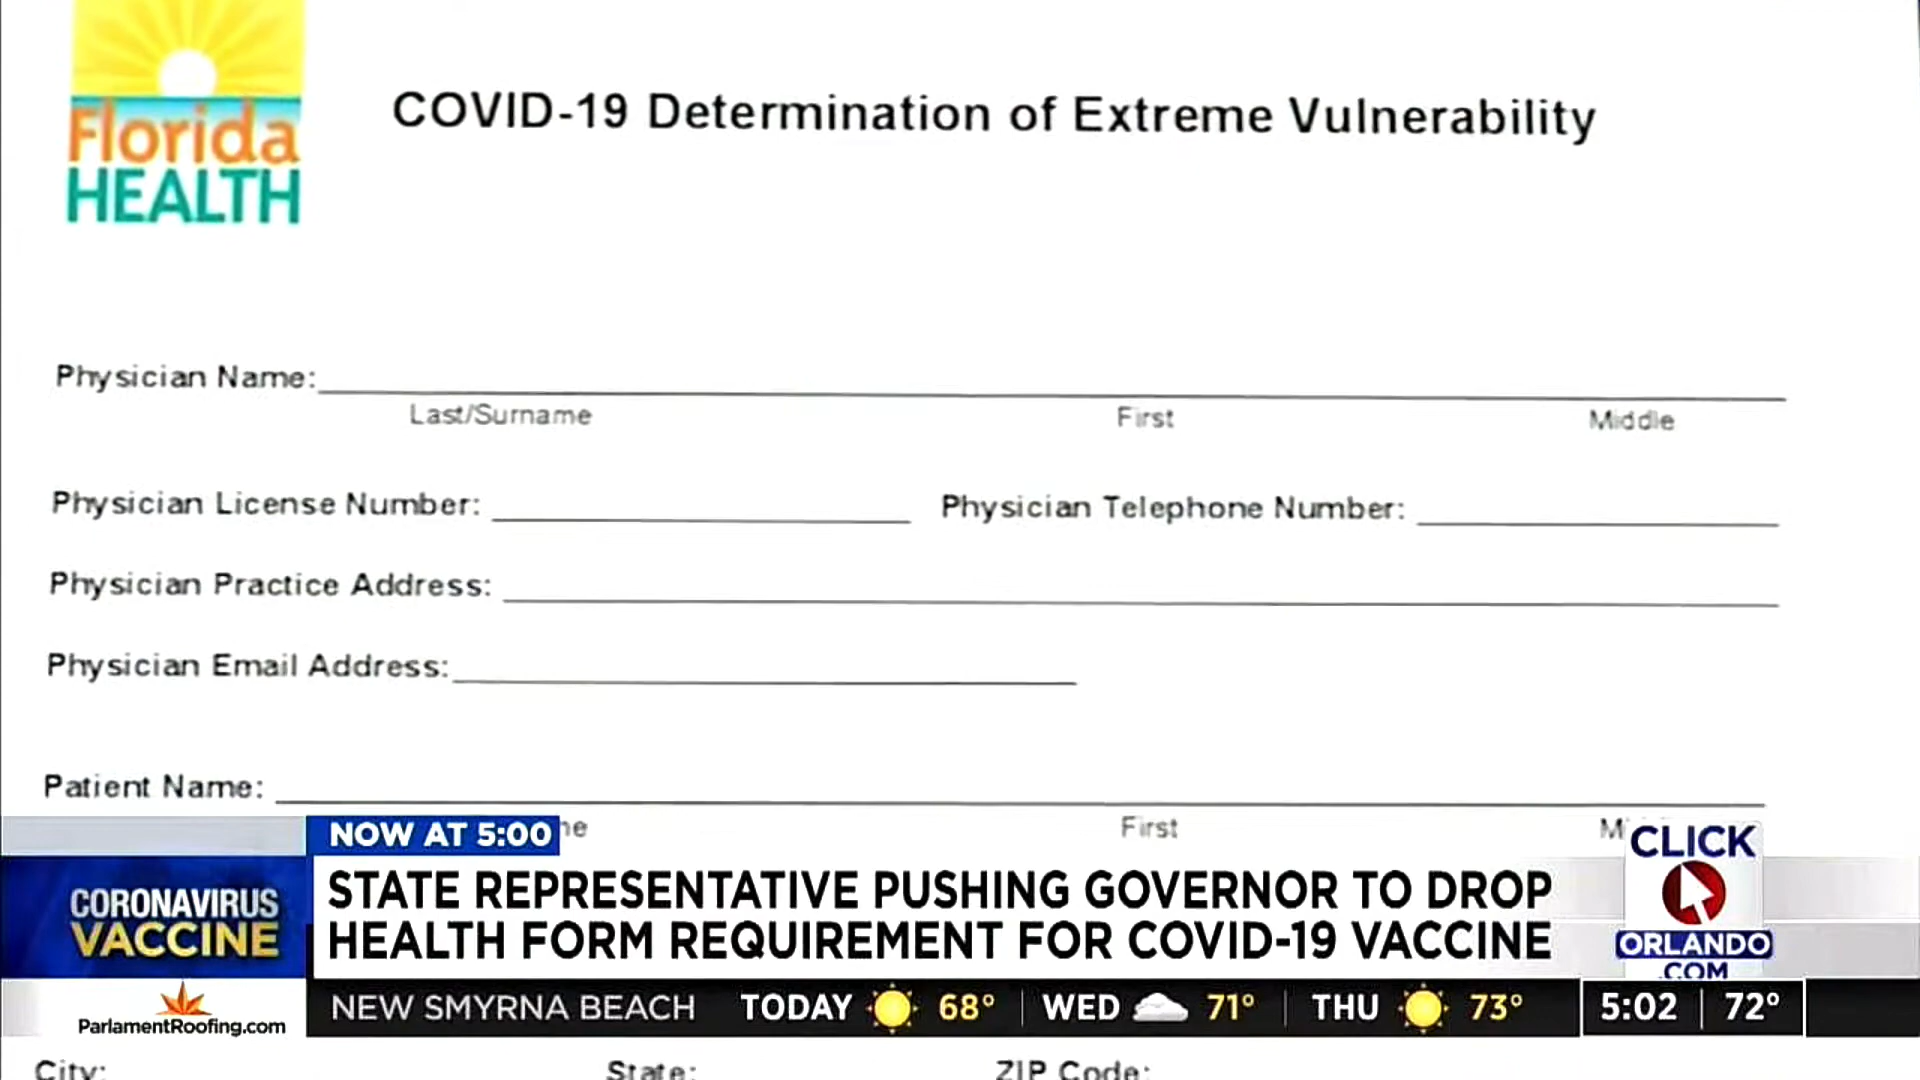 Florida
HEALTH
COVID-19 Determination of Extreme Vulnerability
Physician Name:
Last/Surname First Middle
Physician License Number: Physician Telephone Number:
Physician Practice Address:
Physician Email Address:
Patient Name:
First
NOW AT 5:00
CORONAVIRUS
VACCINE
STATE REPRESENTATIVE PUSHING GOVERNOR TO DROP
HEALTH FORM REQUIREMENT FOR COVID-19 VACCINE
CLICK
ORLANDO
.COM
ParlamentRoofing.com
NEW SMYRNA BEACH TODAY 68° WED 71° THU 73° 5:02 72°
City: State: ZIP Code: